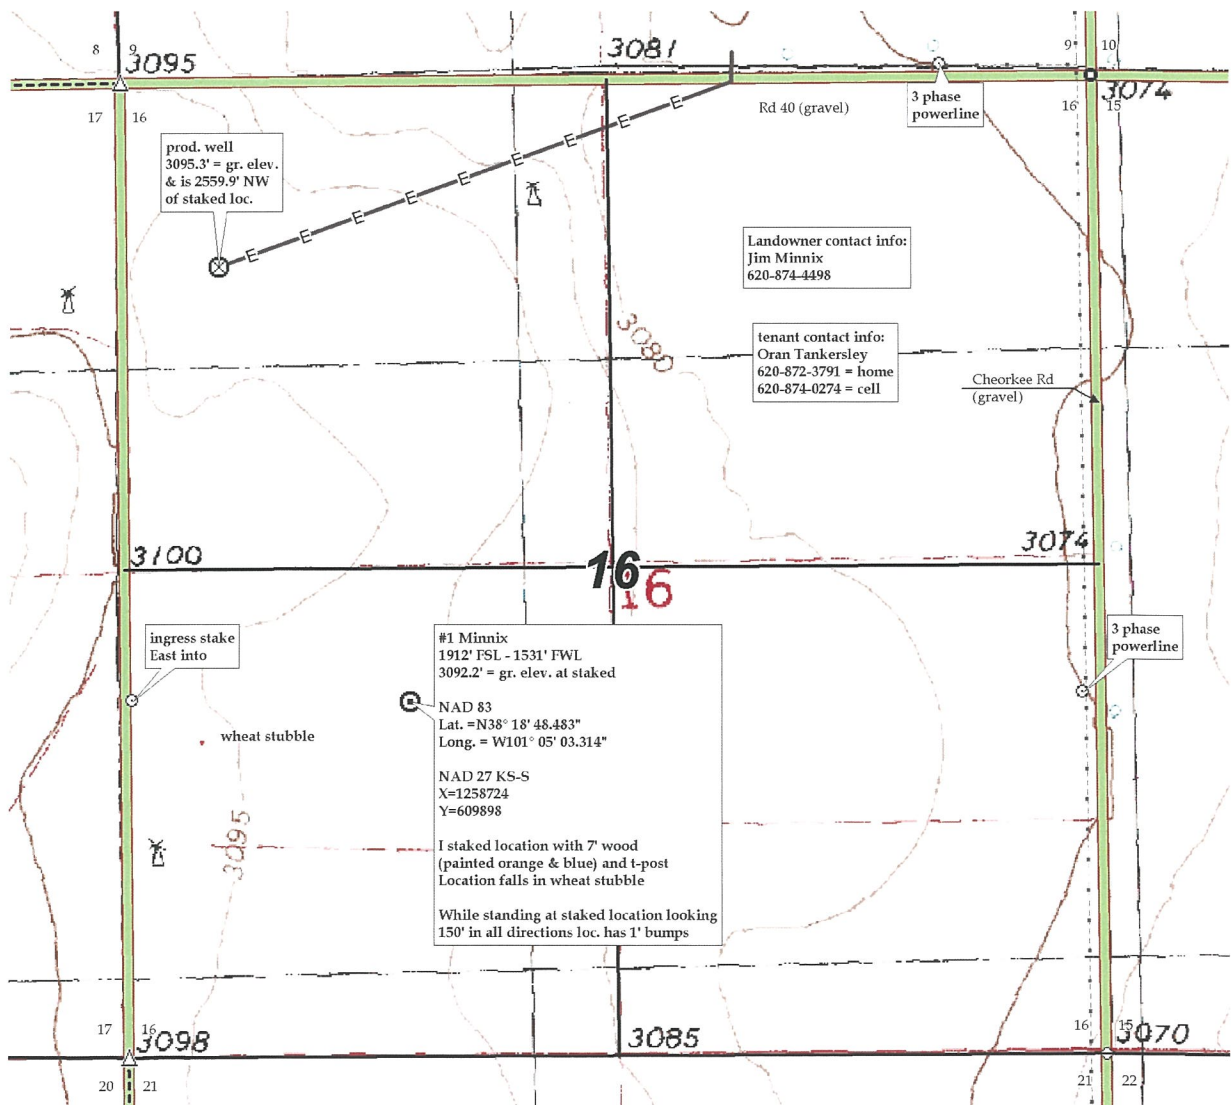 8
9
3095
3081
9
10
3074
17
16
16
15
Rd 40 (gravel)
3 phase
powerline
prod. well
3095.3' = gr. elev.
& is 2559.9' NW
of staked loc.
E E E E E E E E E
Landowner contact info:
Jim Minnix
620-874-4498
3080
tenant contact info:
Oran Tankersley
620-872-3791 = home
620-874-0274 = cell
Cheorkee Rd
(gravel)
3100
3074
16
16
ingress stake
East into
3 phase
powerline
#1 Minnix
1912' FSL - 1531' FWL
3092.2' = gr. elev. at staked
NAD 83
Lat. =N38° 18' 48.483"
Long. = W101° 05' 03.314"
NAD 27 KS-S
X=1258724
Y=609898
I staked location with 7' wood
(painted orange & blue) and t-post
Location falls in wheat stubble
While standing at staked location looking
150' in all directions loc. has 1' bumps
wheat stubble
3095
17
16
3098
3085
16
15
3070
20
21
21
22